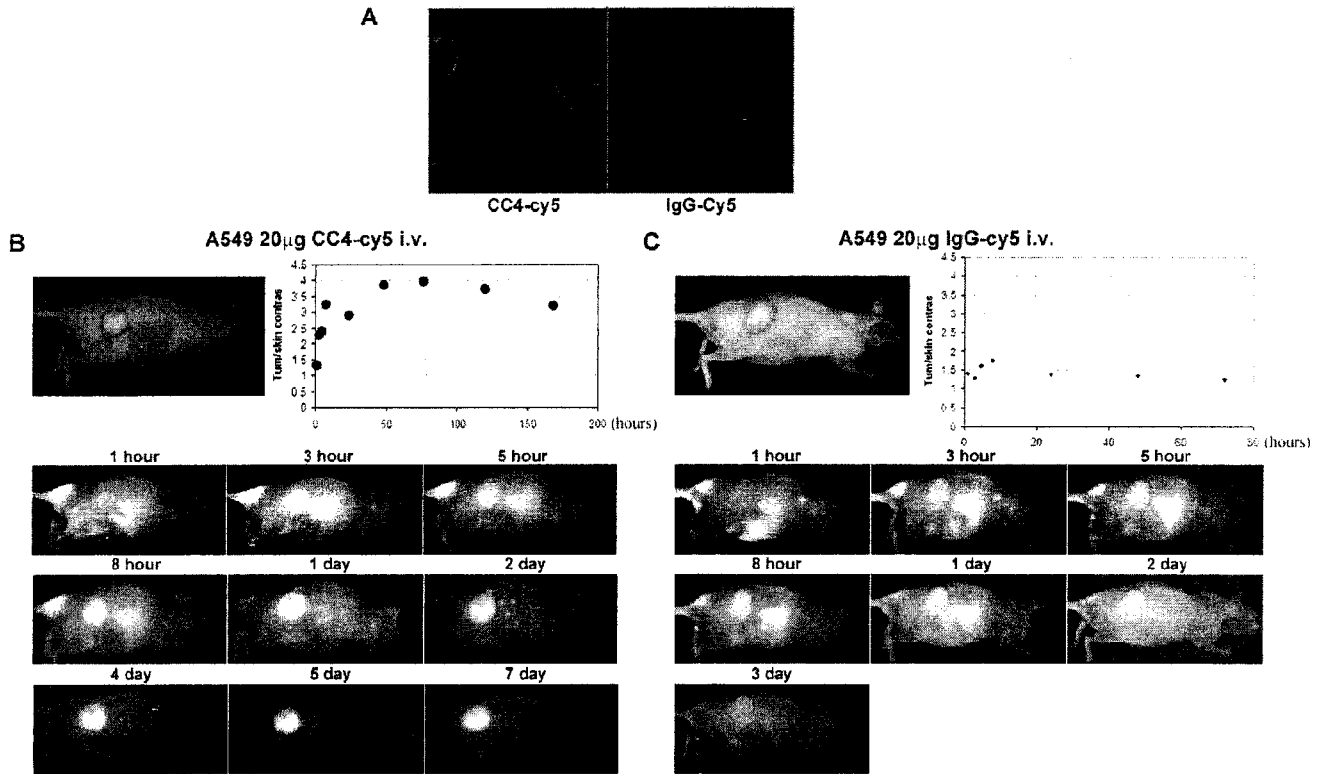 A
CC4-cy5 IgG-Cy5
B
A549 20μg CC4-cy5 i.v.
4.5
4
3.5
3
2.5
2
1.5
1
0.5
0
Tum/skin contras
0 50 100 150 200 (hours)
1 hour 3 hour 5 hour
8 hour 1 day 2 day
4 day 5 day 7 day
C
A549 20μg IgG-cy5 i.v.
4.5
4
3.5
3
2.5
2
1.5
1
0.5
0
Tum/skin contras
0 20 40 60 80 (hours)
1 hour 3 hour 5 hour
8 hour 1 day 2 day
3 day